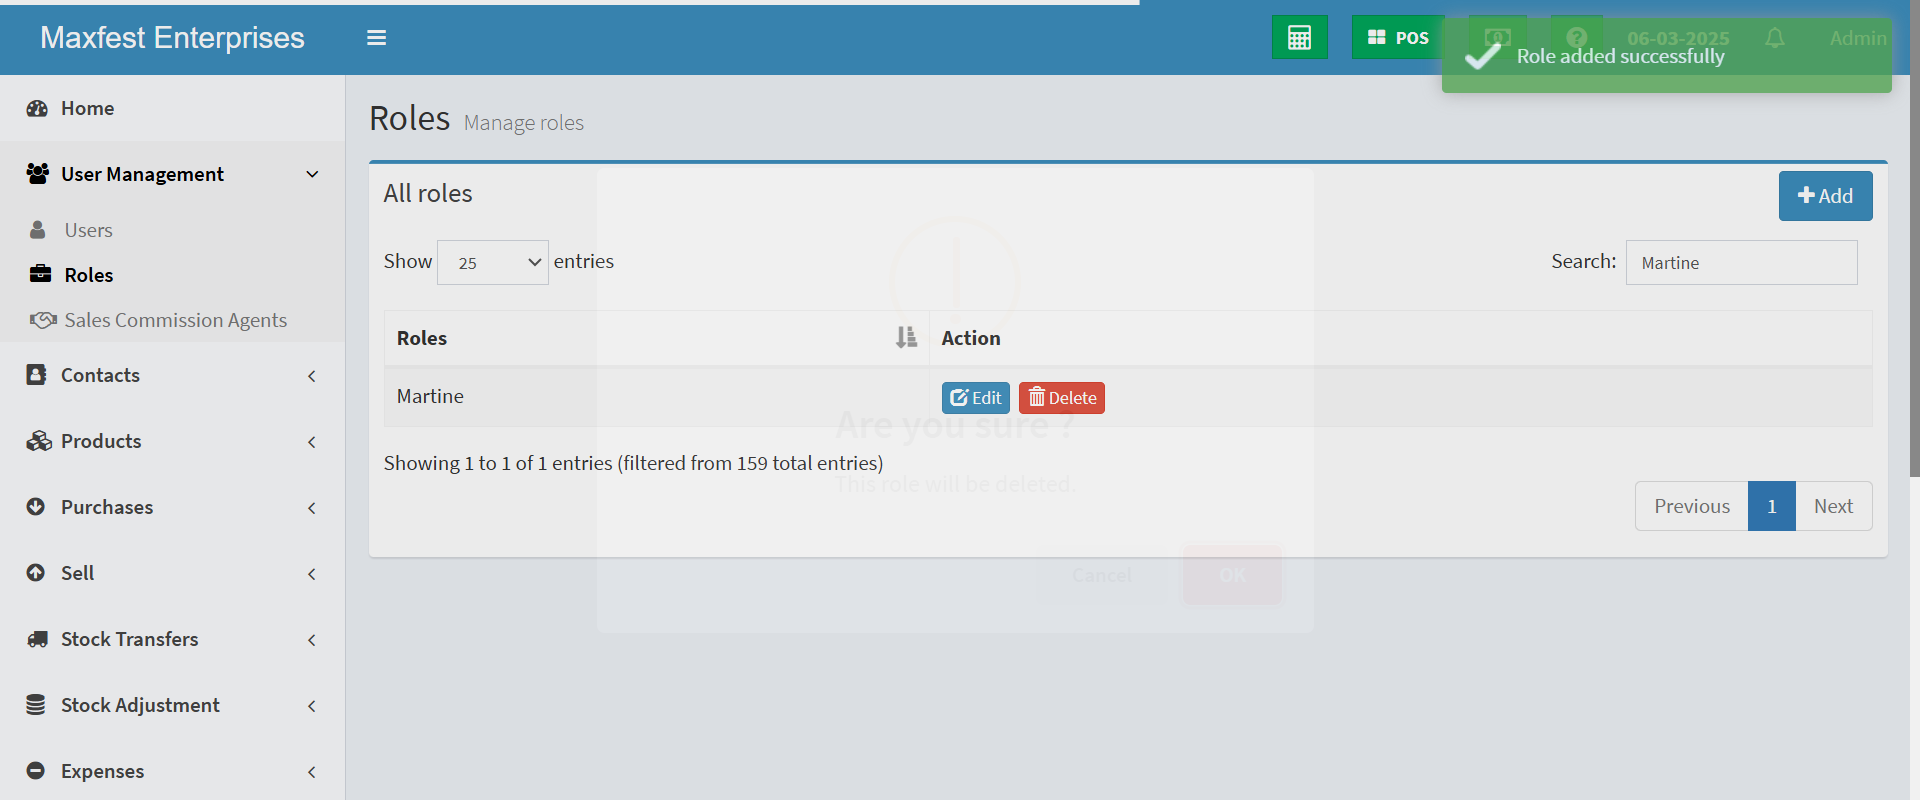 Maxfest Enterprises
POS
06-03-2025
Admin
Role added successfully
Home
User Management
Users
Roles
Sales Commission Agents
Contacts
Products
Purchases
Sell
Stock Transfers
Stock Adjustment
Expenses
Roles Manage roles
All roles
Add
Show 25 entries
Search: Martine
Roles Action
Martine Edit Delete
Are you sure ?
Showing 1 to 1 of 1 entries (filtered from 159 total entries)
This role will be deleted.
Previous 1 Next
Cancel OK